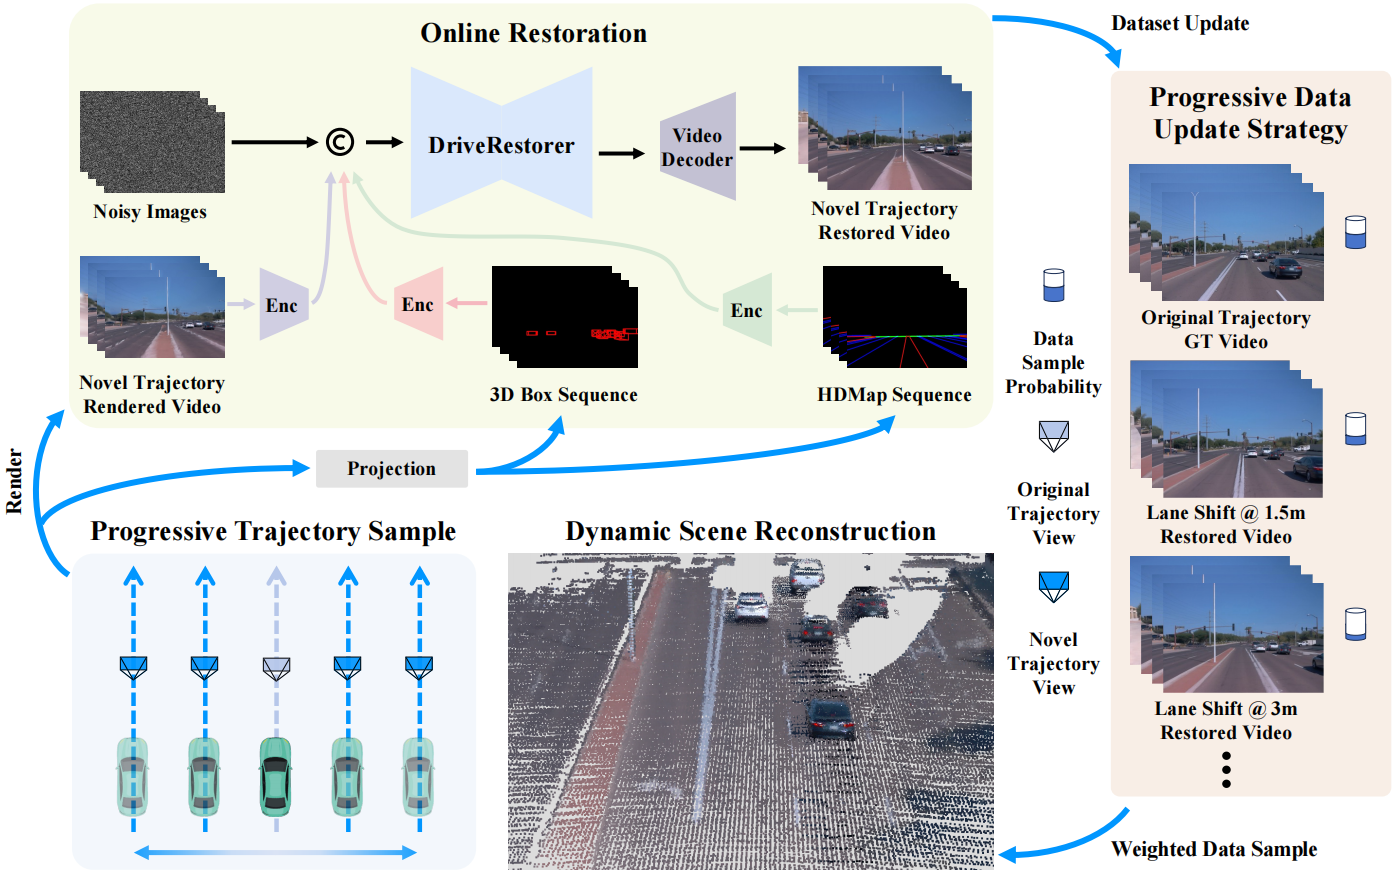 Online Restoration
Noisy Images
©
DriveRestorer
Video
Decoder
Novel Trajectory
Restored Video
Novel Trajectory
Rendered Video
Enc
Enc
3D Box Sequence
Enc
HDMap Sequence
Render
Projection
Progressive Trajectory Sample
Dynamic Scene Reconstruction
Dataset Update
Data
Sample
Probability
Original
Trajectory
View
Novel
Trajectory
View
Progressive Data
Update Strategy
Original Trajectory
GT Video
Lane Shift @ 1.5m
Restored Video
Lane Shift @ 3m
Restored Video
Weighted Data Sample